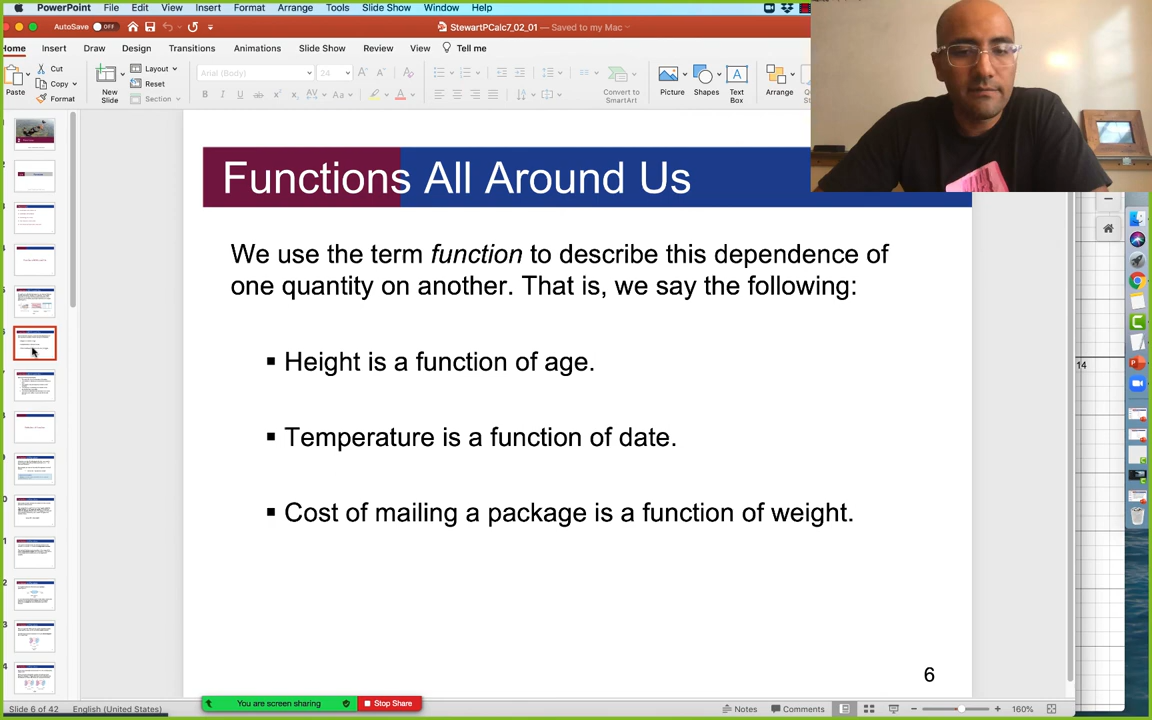 PowerPoint File Edit View Insert Format Arrange Tools Slide Show Window Help
AutoSave OFF StewartPCalc7_02_01 — Saved to my Mac
Home Insert Draw Design Transitions Animations Slide Show Review View Tell me
Paste Cut Copy Format New Slide Layout Reset Section Arial (Body) 24 Convert to SmartArt Picture Shapes Text Box Arrange
Functions All Around Us
We use the term function to describe this dependence of
one quantity on another. That is, we say the following:
▪ Height is a function of age.
▪ Temperature is a function of date.
▪ Cost of mailing a package is a function of weight.
14
6
You are screen sharing Stop Share
Slide 6 of 42 English (United States) Notes Comments 160%